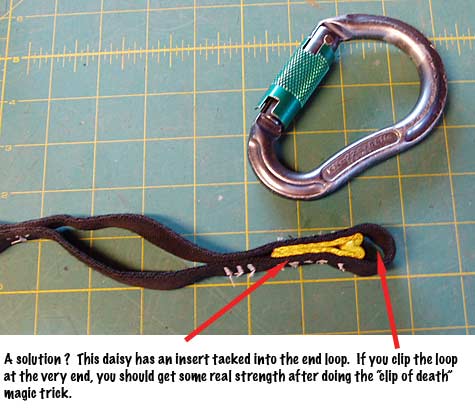 A solution ? This daisy has an insert tacked into the end loop. If you clip the loop
at the very end, you should get some real strength after doing the "clip of death"
magic trick.